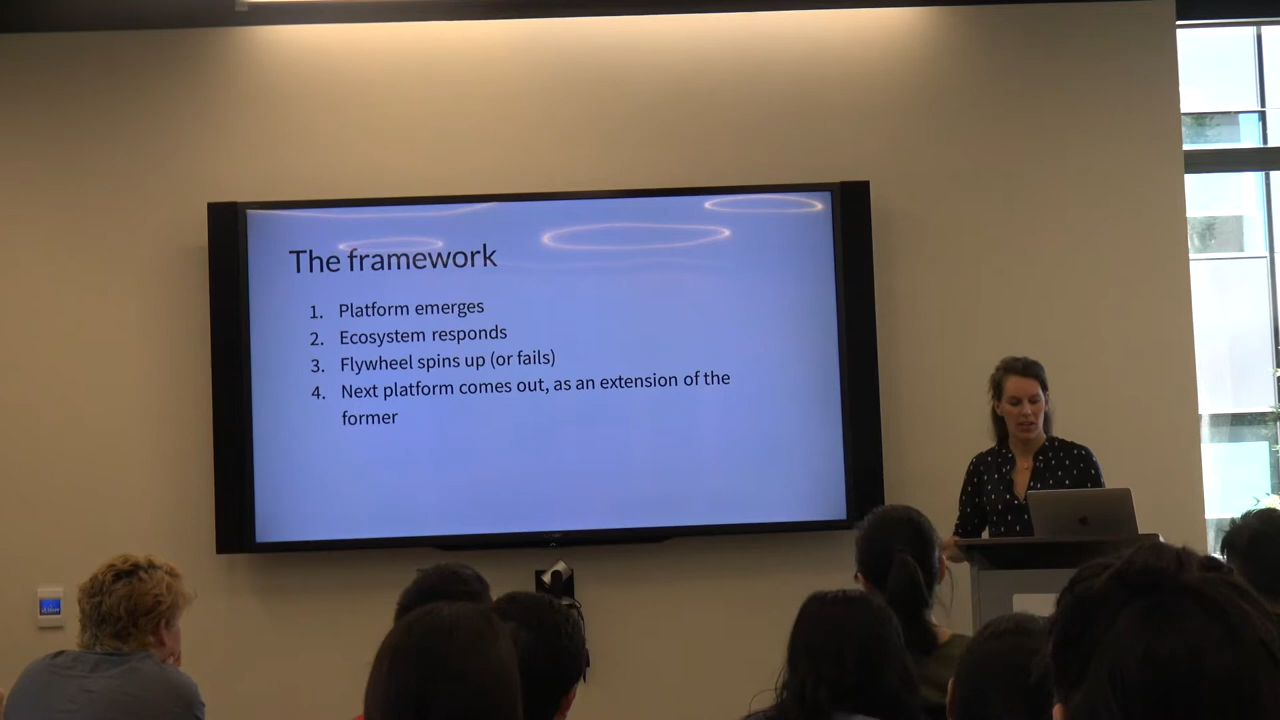 The framework
1. Platform emerges
2. Ecosystem responds
3. Flywheel spins up (or fails)
4. Next platform comes out, as an extension of the
former